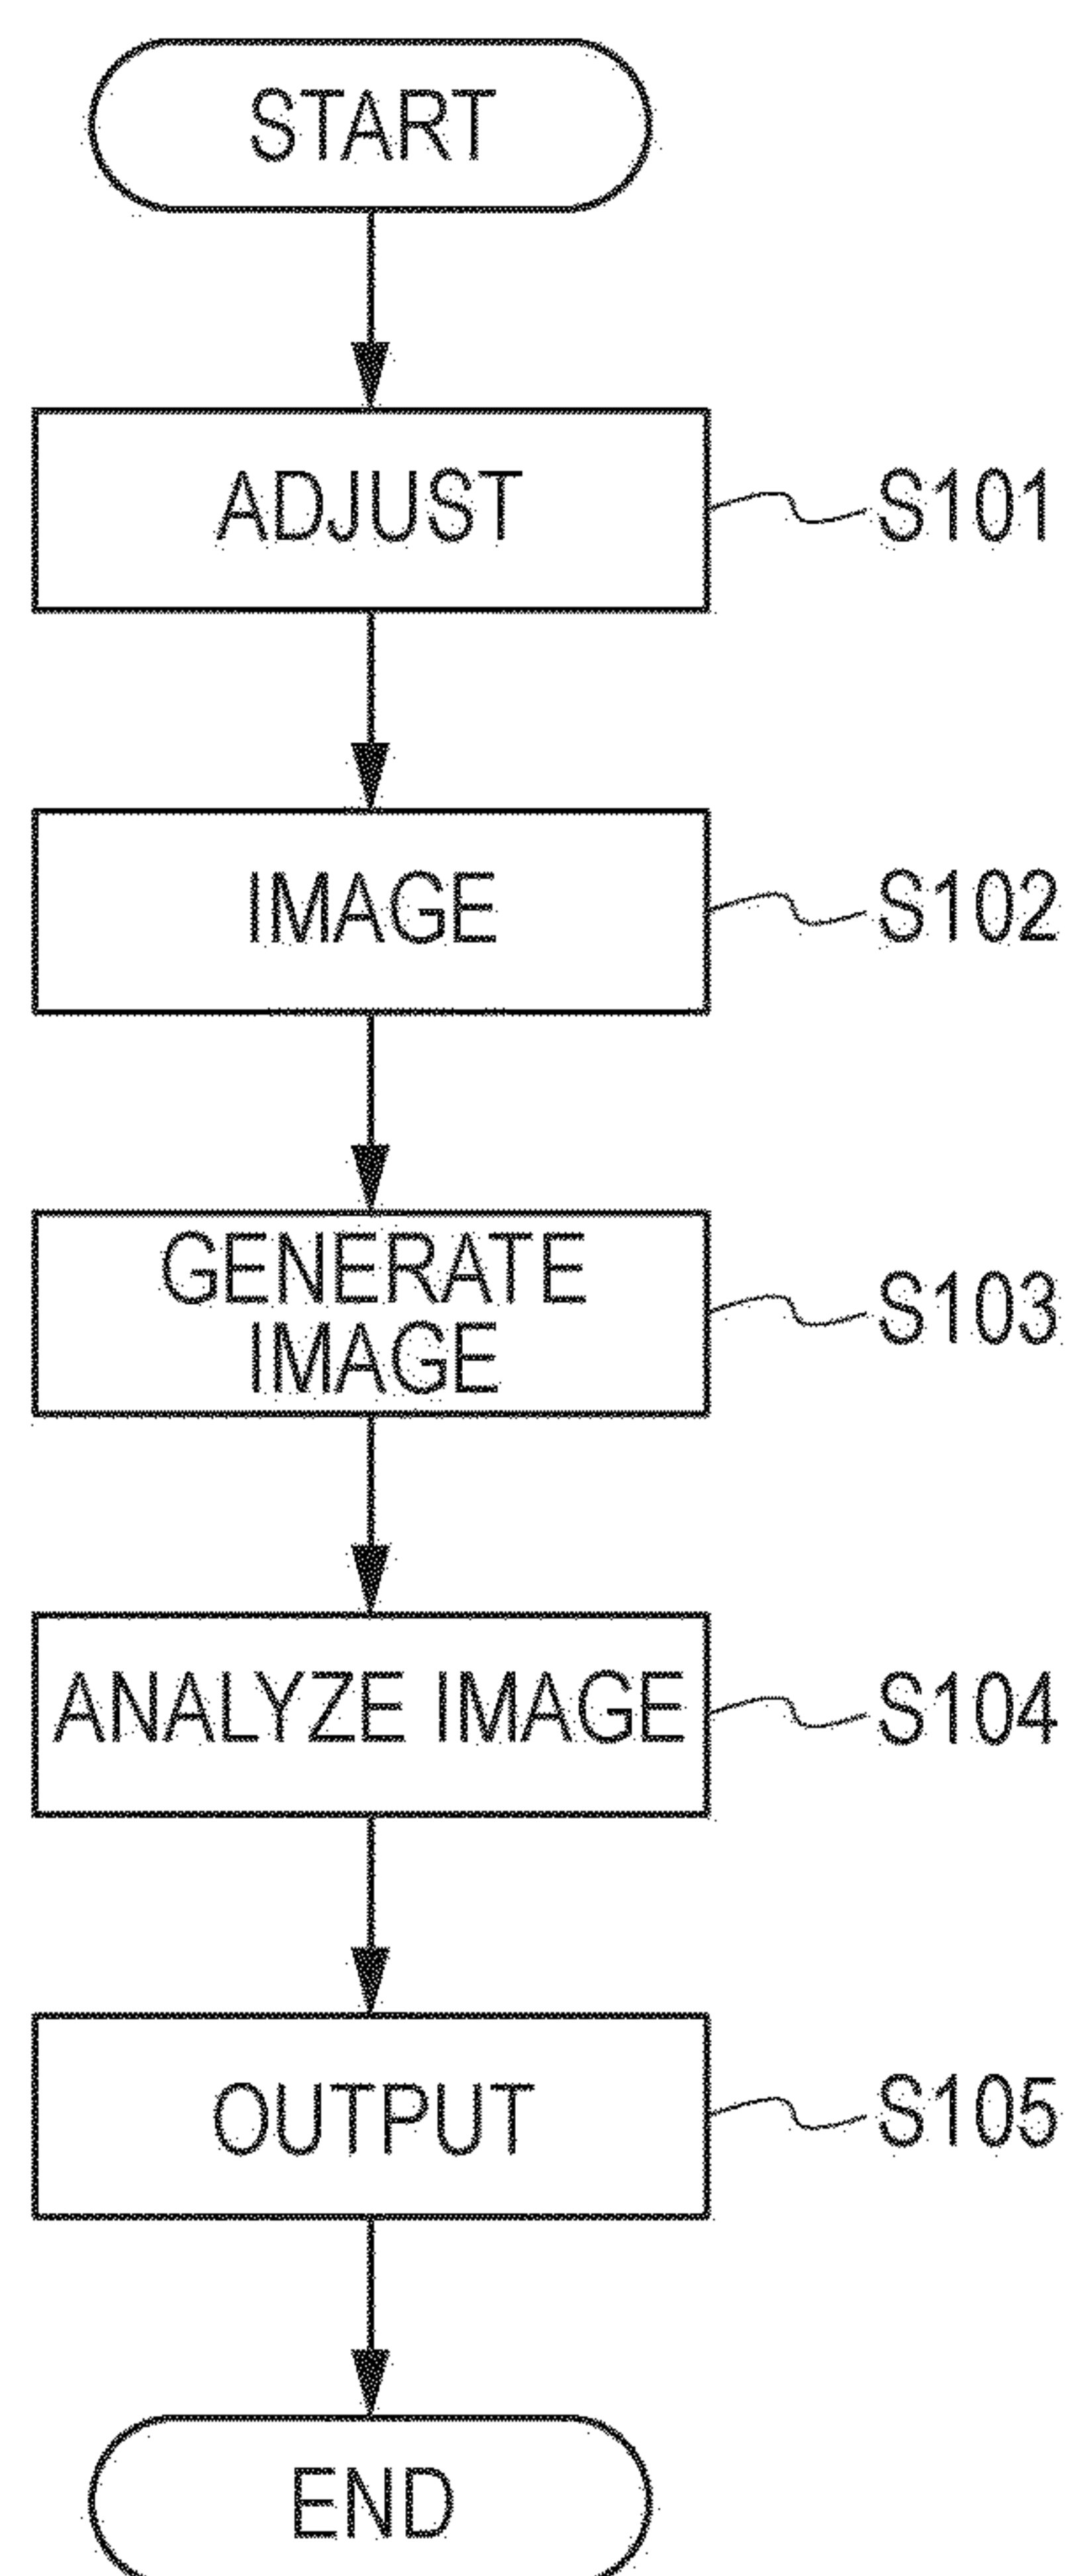 START
ADJUST
S101
IMAGE
S102
GENERATE
IMAGE
S103
ANALYZE IMAGE
S104
OUTPUT
S105
END